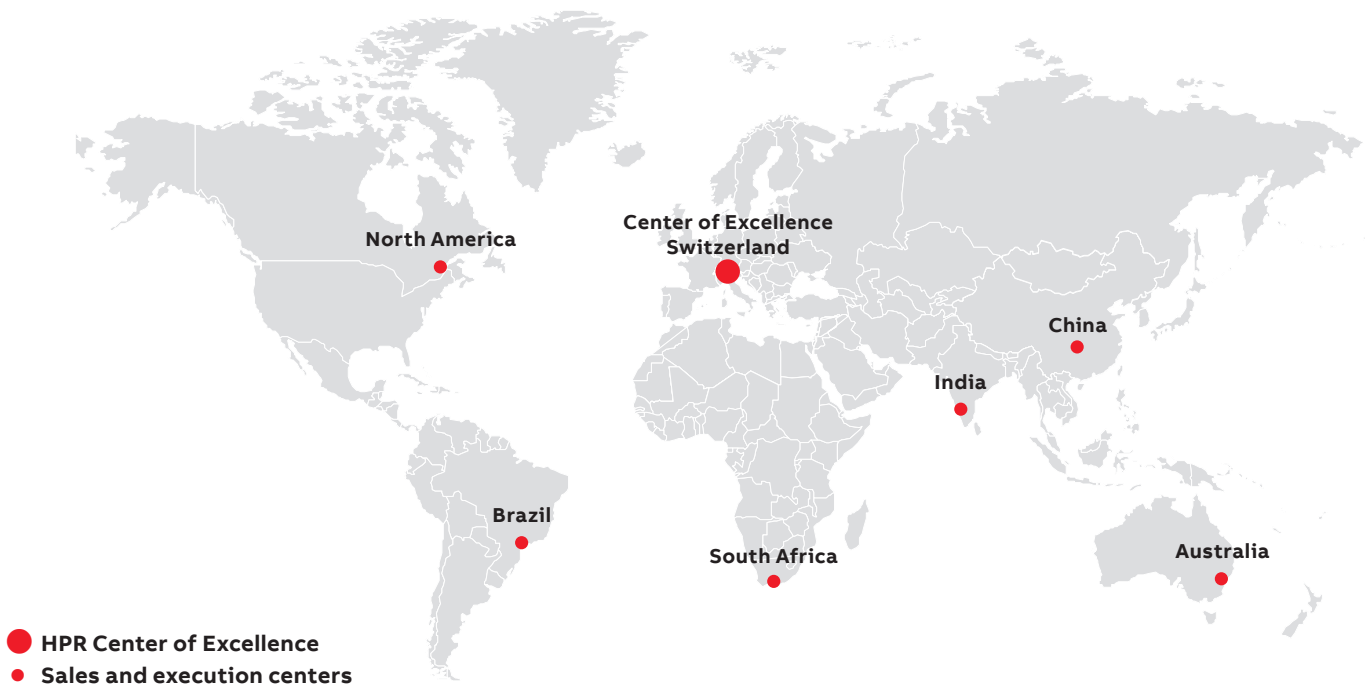 Center of Excellence
Switzerland
North America
China
India
Brazil
South Africa
Australia
HPR Center of Excellence
Sales and execution centers